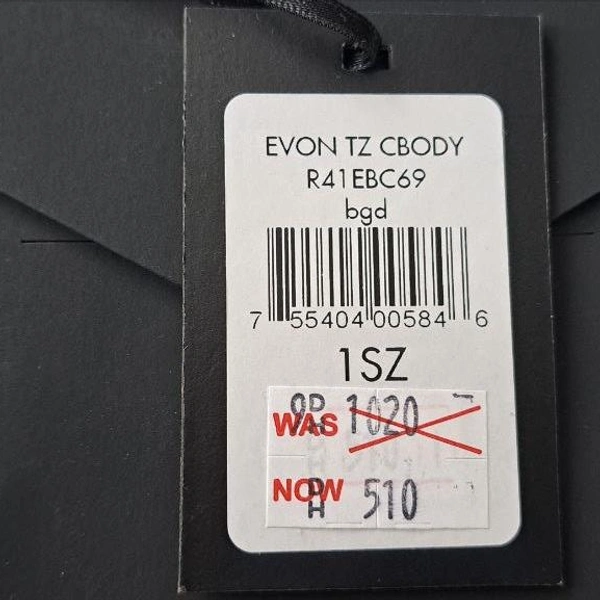 EVON TZ CBODY
R41EBC69
bgd
7 55404 00584 6
1SZ
WAS 1020
NOW 510